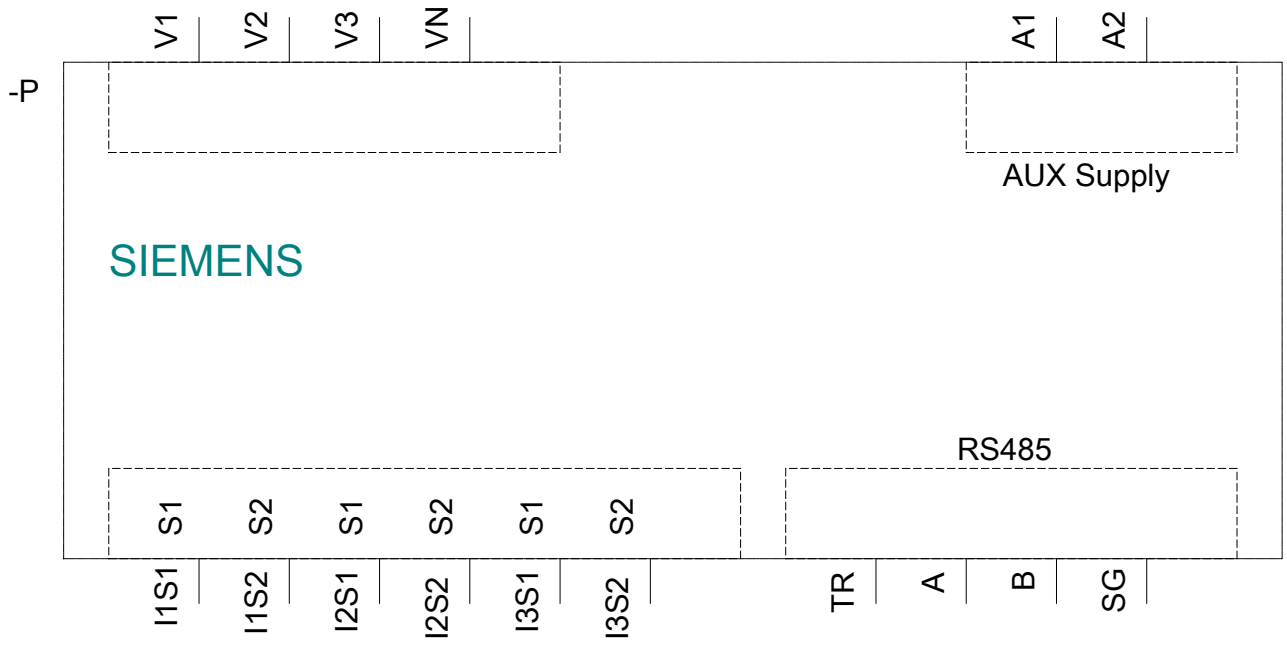 V1 V2 V3 VN A1 A2
-P
AUX Supply
SIEMENS
RS485
S1 S2 S1 S2 S1 S2
I1S1 I1S2 I2S1 I2S2 I3S1 I3S2 TR A B SG